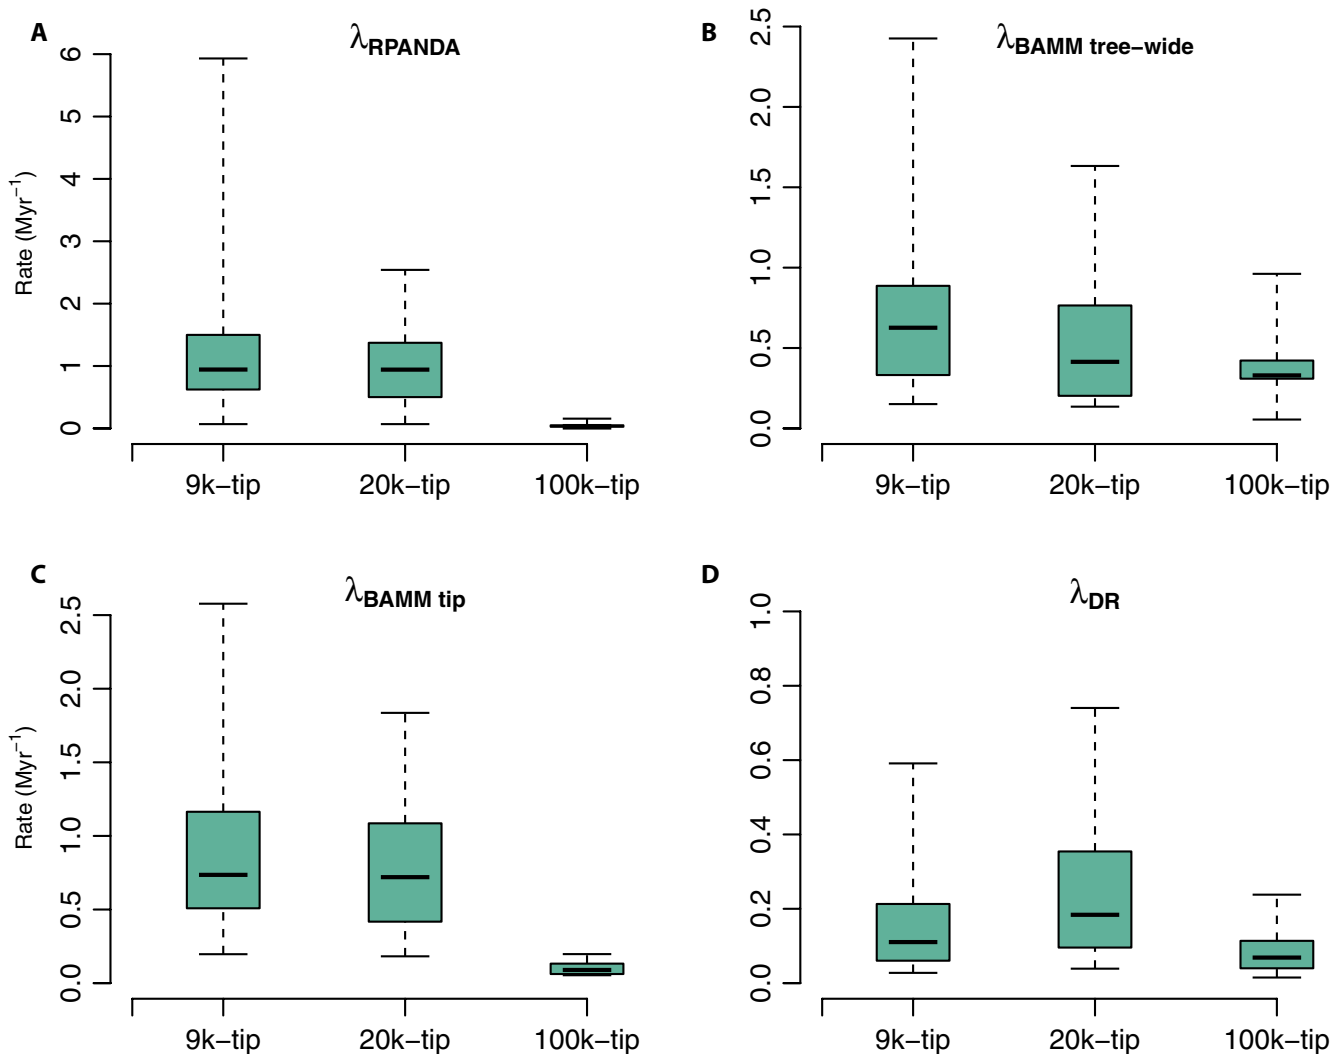 A
λRPANDA
Rate (Myr−1)
6
5
4
3
2
1
0
9k−tip 20k−tip 100k−tip
B
λBAMM tree−wide
2.5
2.0
1.5
1.0
0.5
0.0
9k−tip 20k−tip 100k−tip
C
λBAMM tip
Rate (Myr−1)
2.5
2.0
1.5
1.0
0.5
0.0
9k−tip 20k−tip 100k−tip
D
λDR
1.0
0.8
0.6
0.4
0.2
0.0
9k−tip 20k−tip 100k−tip